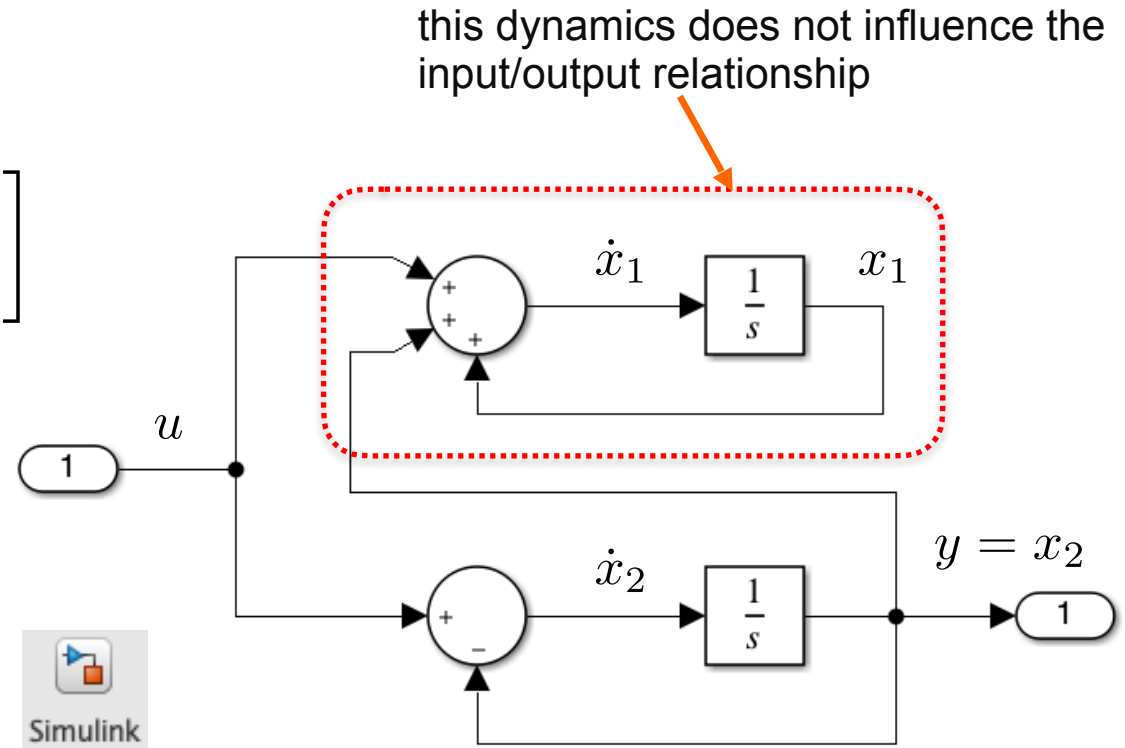 this dynamics does not influence the
input/output relationship
]
ẋ₁
1/s
x₁
+
+
+
u
1
ẋ₂
1/s
y = x₂
+
−
1
Simulink